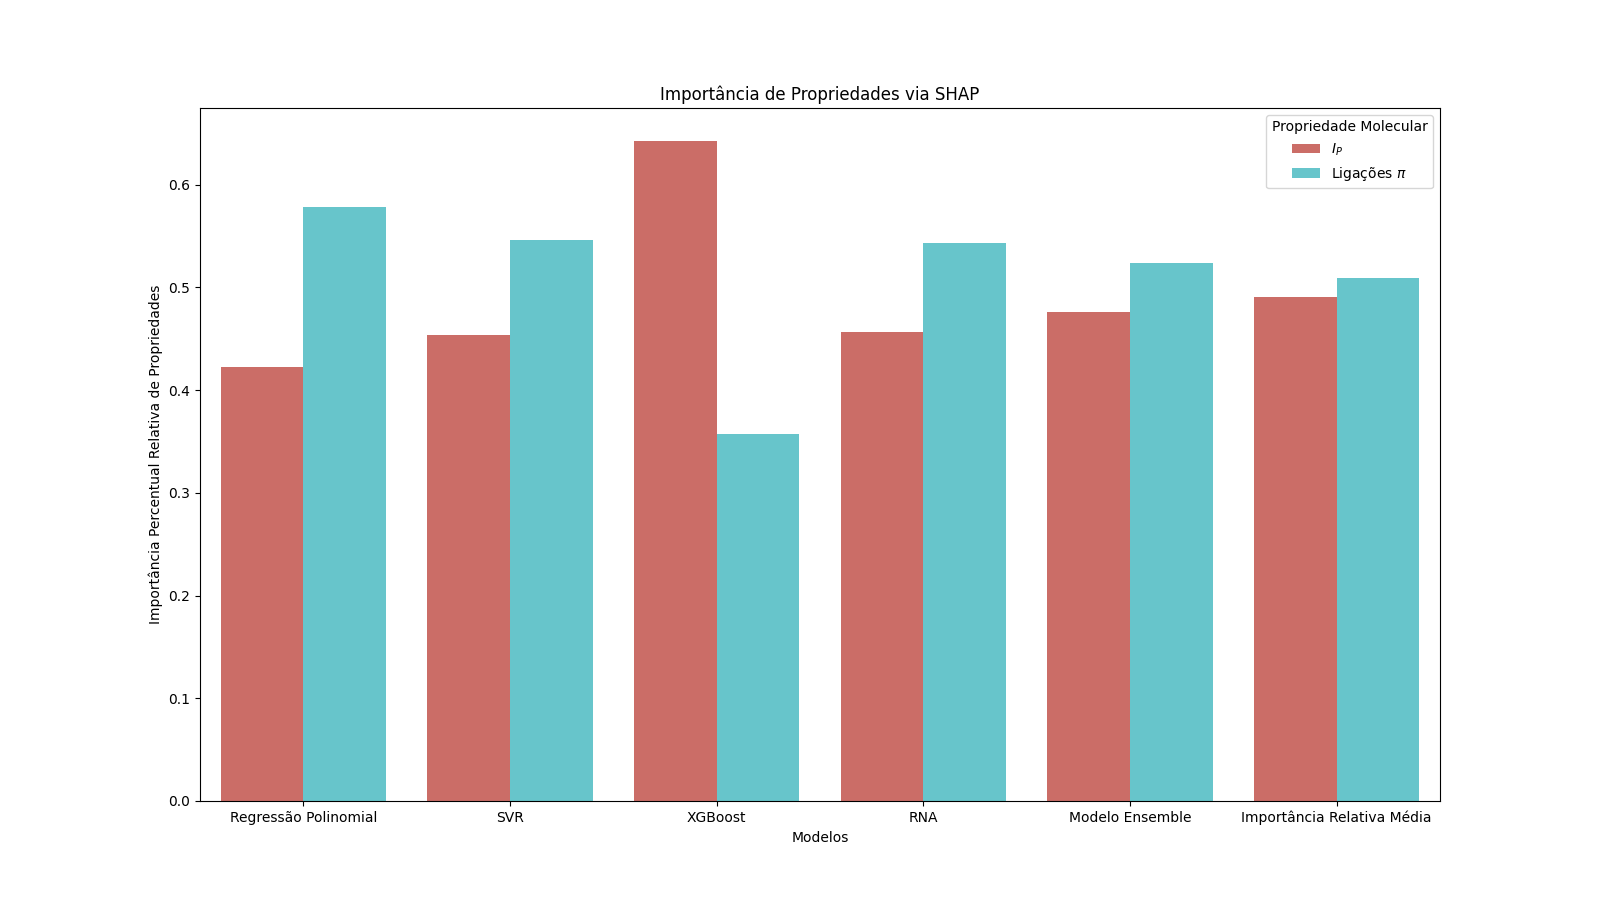 Importância de Propriedades via SHAP
Propriedade Molecular
I_P
Ligações π
Importância Percentual Relativa de Propriedades
0.6
0.5
0.4
0.3
0.2
0.1
0.0
Regressão Polinomial
SVR
XGBoost
RNA
Modelo Ensemble
Importância Relativa Média
Modelos